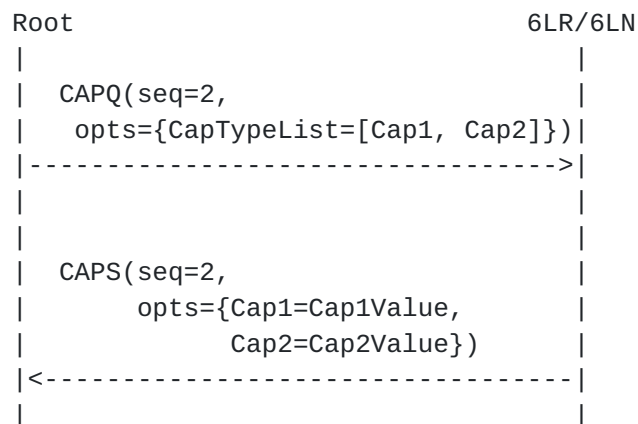 Root                                 6LR/6LN
|                                    |
|  CAPQ(seq=2,                       |
|   opts={CapTypeList=[Cap1, Cap2]})|
|---------------------------------->|
|                                    |
|                                    |
|  CAPS(seq=2,                       |
|       opts={Cap1=Cap1Value,        |
|             Cap2=Cap2Value})       |
|<-----------------------------------|
|                                    |